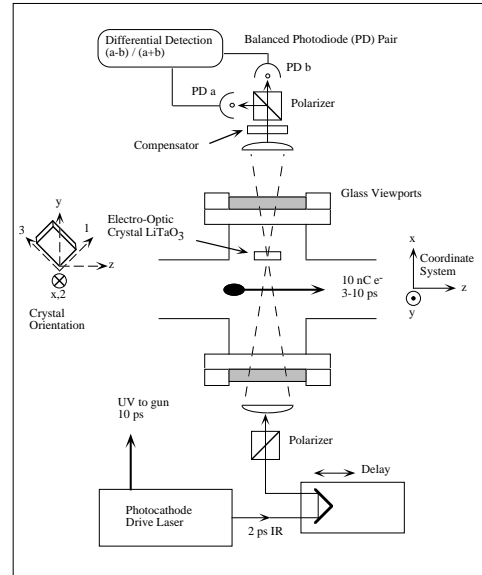 Differential Detection
(a-b) / (a+b)
Balanced Photodiode (PD) Pair
PD b
PD a
Polarizer
Compensator
Glass Viewports
Electro-Optic
Crystal LiTaO3
y
3
1
z
x,2
Crystal
Orientation
10 nC e-
3-10 ps
x
Coordinate
System
z
y
UV to gun
10 ps
Polarizer
Delay
Photocathode
Drive Laser
2 ps IR